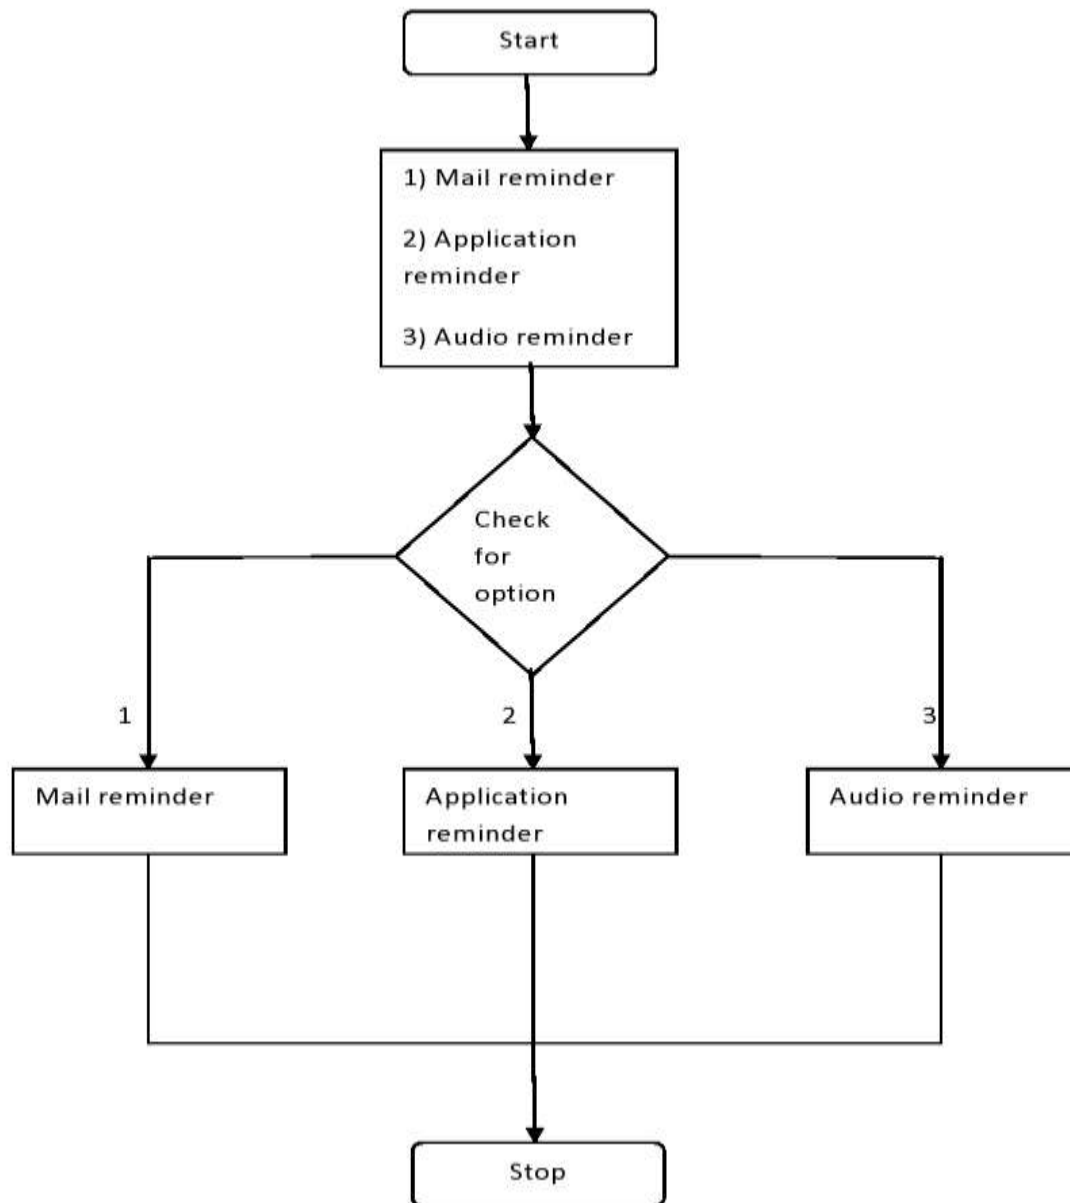 Start
1) Mail reminder
2) Application
reminder
3) Audio reminder
Check
for
option
1
2
3
Mail reminder
Application
reminder
Audio reminder
Stop